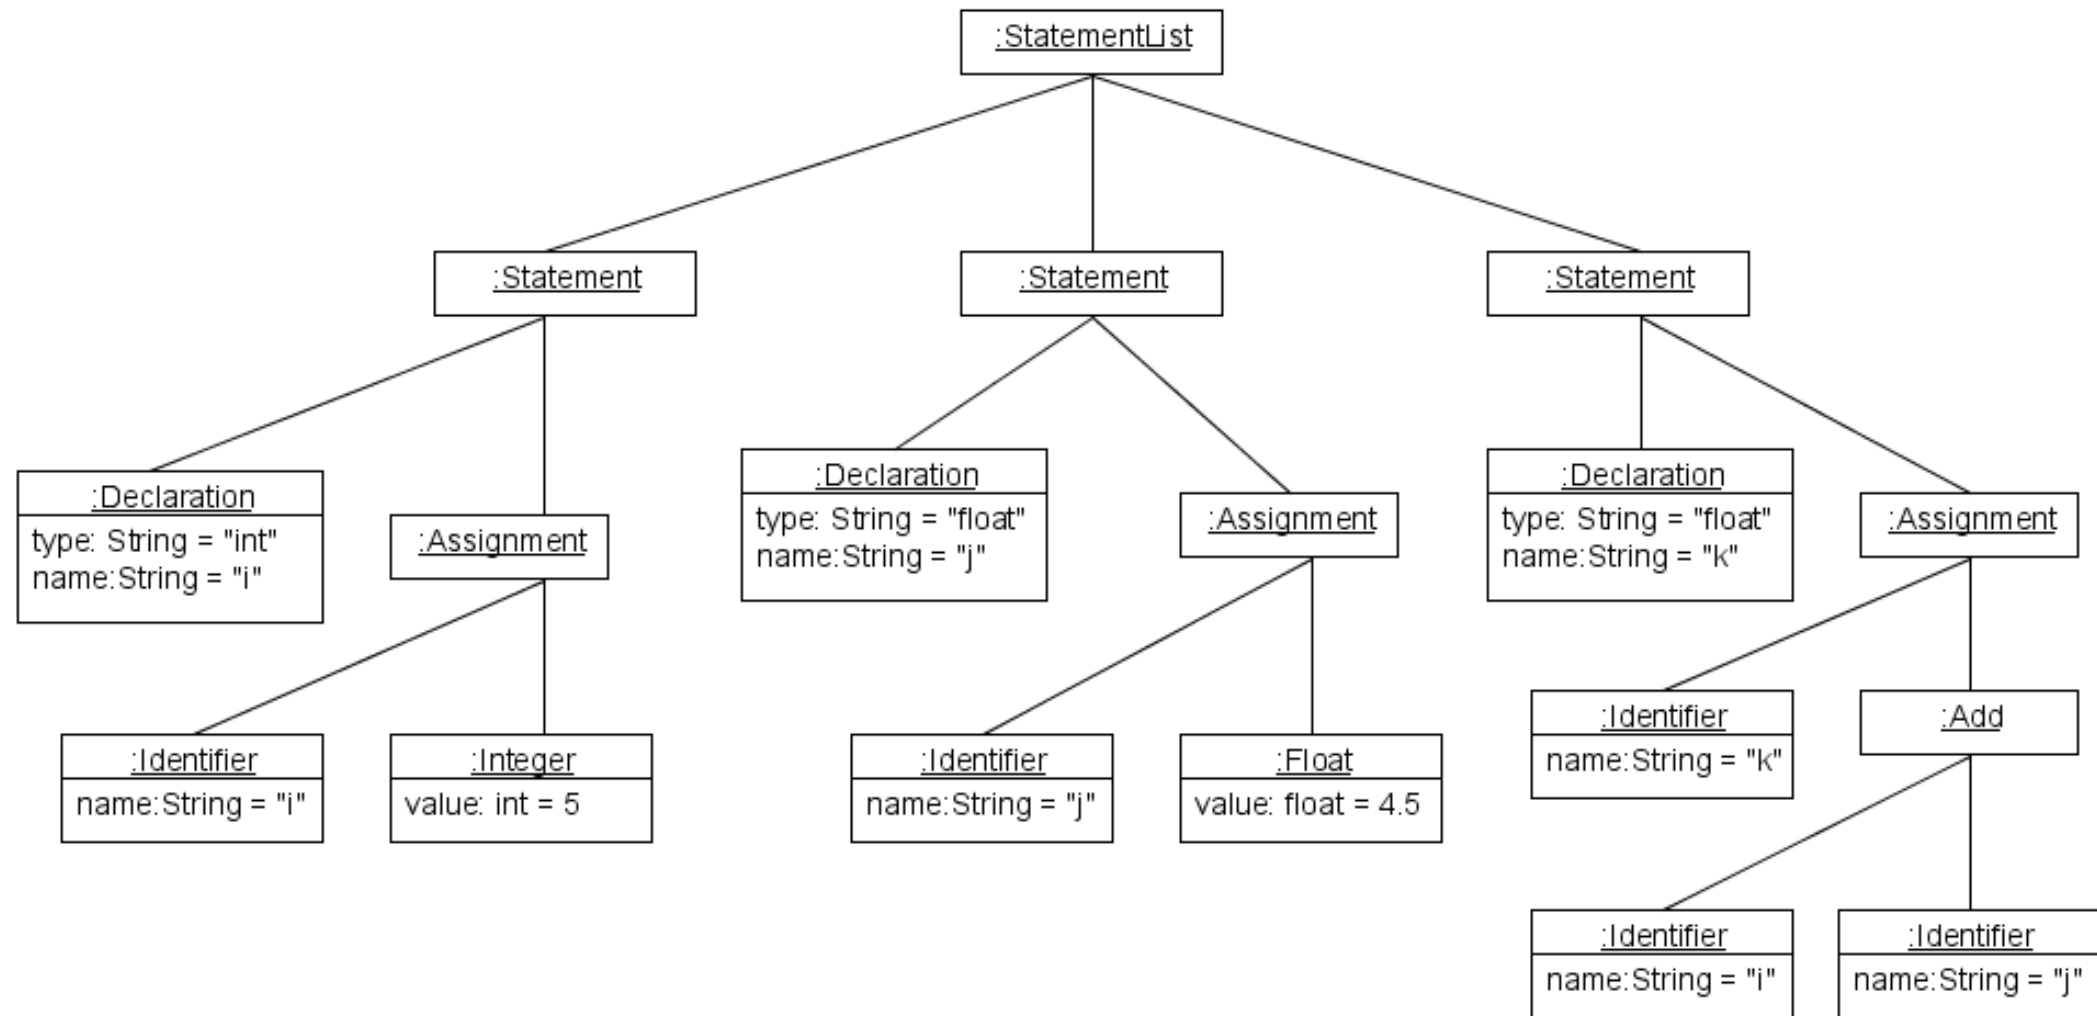 :StatementList
:Statement
:Statement
:Statement
:Declaration
type: String = "int"
name:String = "i"
:Assignment
:Declaration
type: String = "float"
name:String = "j"
:Assignment
:Declaration
type: String = "float"
name:String = "k"
:Assignment
:Identifier
name:String = "i"
:Integer
value: int = 5
:Identifier
name:String = "j"
:Float
value: float = 4.5
:Identifier
name:String = "k"
:Add
:Identifier
name:String = "i"
:Identifier
name:String = "j"